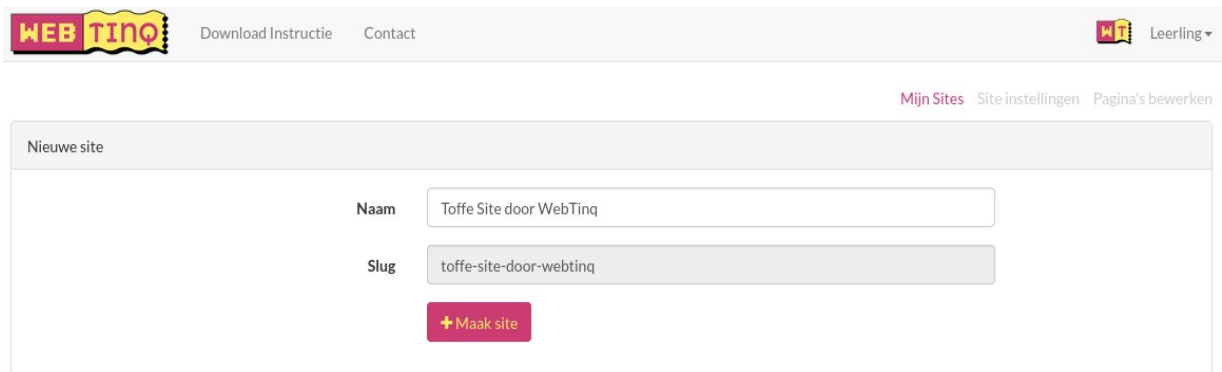 WEB TINQ Download Instructie Contact WT Leerling
Mijn Sites Site instellingen Pagina's bewerken
Nieuwe site
Naam Toffe Site door WebTinq
Slug toffe-site-door-webtinq
+ Maak site